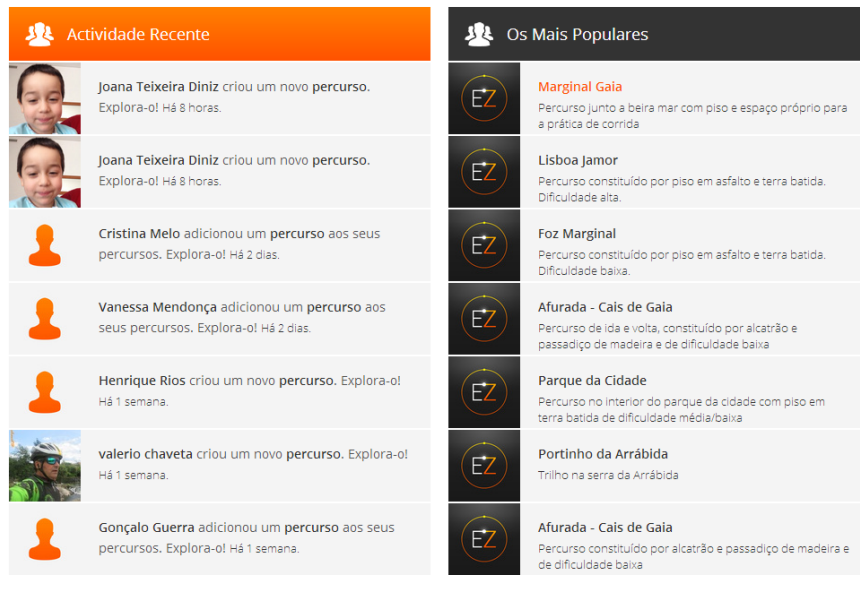 Actividade Recente
Joana Teixeira Diniz criou um novo percurso.
Explora-o! Há 8 horas.
Joana Teixeira Diniz criou um novo percurso.
Explora-o! Há 8 horas.
Cristina Melo adicionou um percurso aos seus
percursos. Explora-o! Há 2 dias.
Vanessa Mendonça adicionou um percurso aos
seus percursos. Explora-o! Há 2 dias.
Henrique Rios criou um novo percurso. Explora-o!
Há 1 semana.
valerio chaveta criou um novo percurso. Explora-o!
Há 1 semana.
Gonçalo Guerra adicionou um percurso aos seus
percursos. Explora-o! Há 1 semana.
Os Mais Populares
EZ
Marginal Gaia
Percurso junto a beira mar com piso e espaço próprio para
a prática de corrida
EZ
Lisboa Jamor
Percurso constituído por piso em asfalto e terra batida.
Dificuldade alta.
EZ
Foz Marginal
Percurso constituído por piso em asfalto e terra batida.
Dificuldade baixa.
EZ
Afurada - Cais de Gaia
Percurso de ida e volta, constituído por alcatrão e
passadiço de madeira e de dificuldade baixa
EZ
Parque da Cidade
Percurso no interior do parque da cidade com piso em
terra batida de dificuldade média/baixa
EZ
Portinho da Arrábida
Trilho na serra da Arrábida
EZ
Afurada - Cais de Gaia
Percurso constituído por alcatrão e passadiço de madeira e
de dificuldade baixa